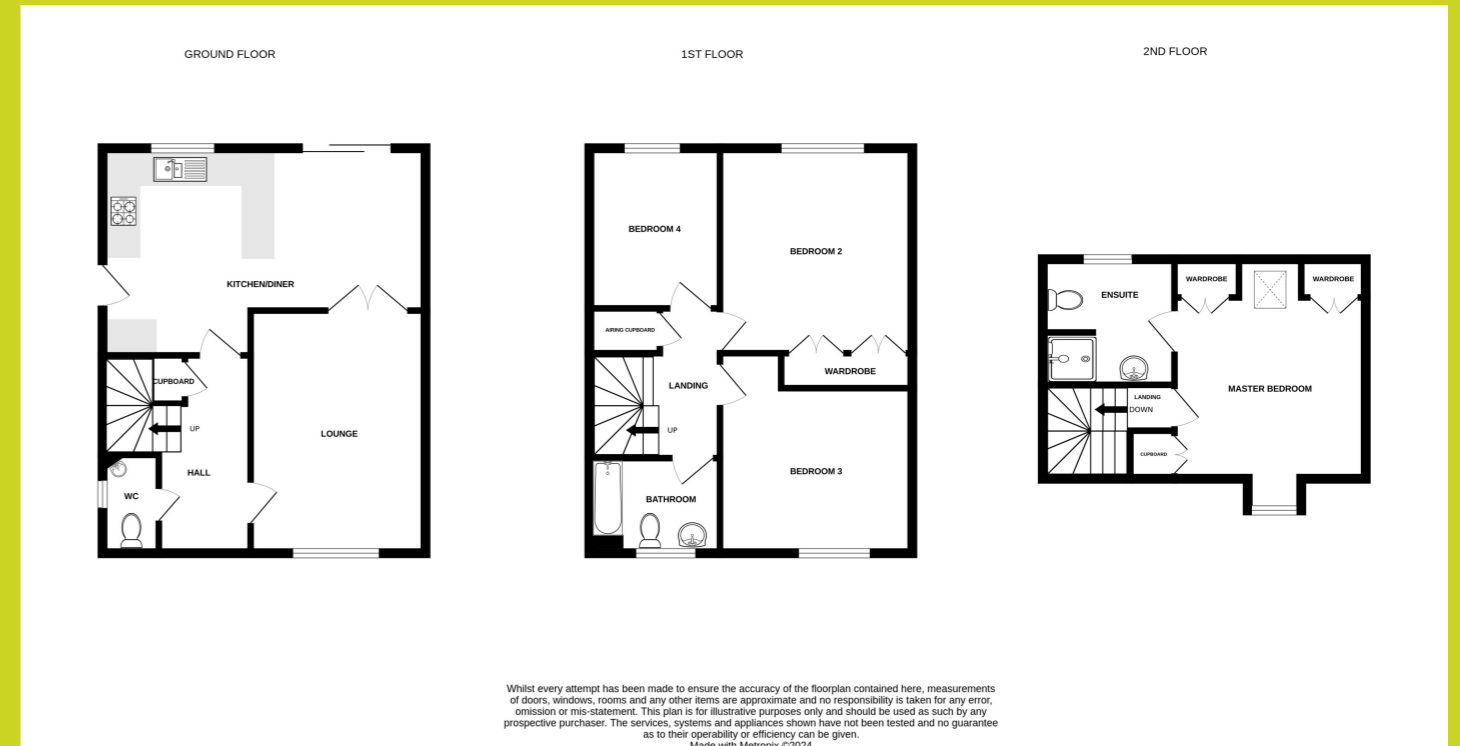 GROUND FLOOR
1ST FLOOR
2ND FLOOR
KITCHEN/DINER
CUPBOARD
UP
LOUNGE
HALL
WC
BEDROOM 4
BEDROOM 2
AIRING CUPBOARD
WARDROBE
LANDING
UP
BEDROOM 3
BATHROOM
WARDROBE
WARDROBE
ENSUITE
MASTER BEDROOM
LANDING
DOWN
CUPBOARD
Whilst every attempt has been made to ensure the accuracy of the floorplan contained here, measurements
of doors, windows, rooms and any other items are approximate and no responsibility is taken for any error,
omission or mis-statement. This plan is for illustrative purposes only and should be used as such by any
prospective purchaser. The services, systems and appliances shown have not been tested and no guarantee
as to their operability or efficiency can be given.
Made with Metropix ©2024